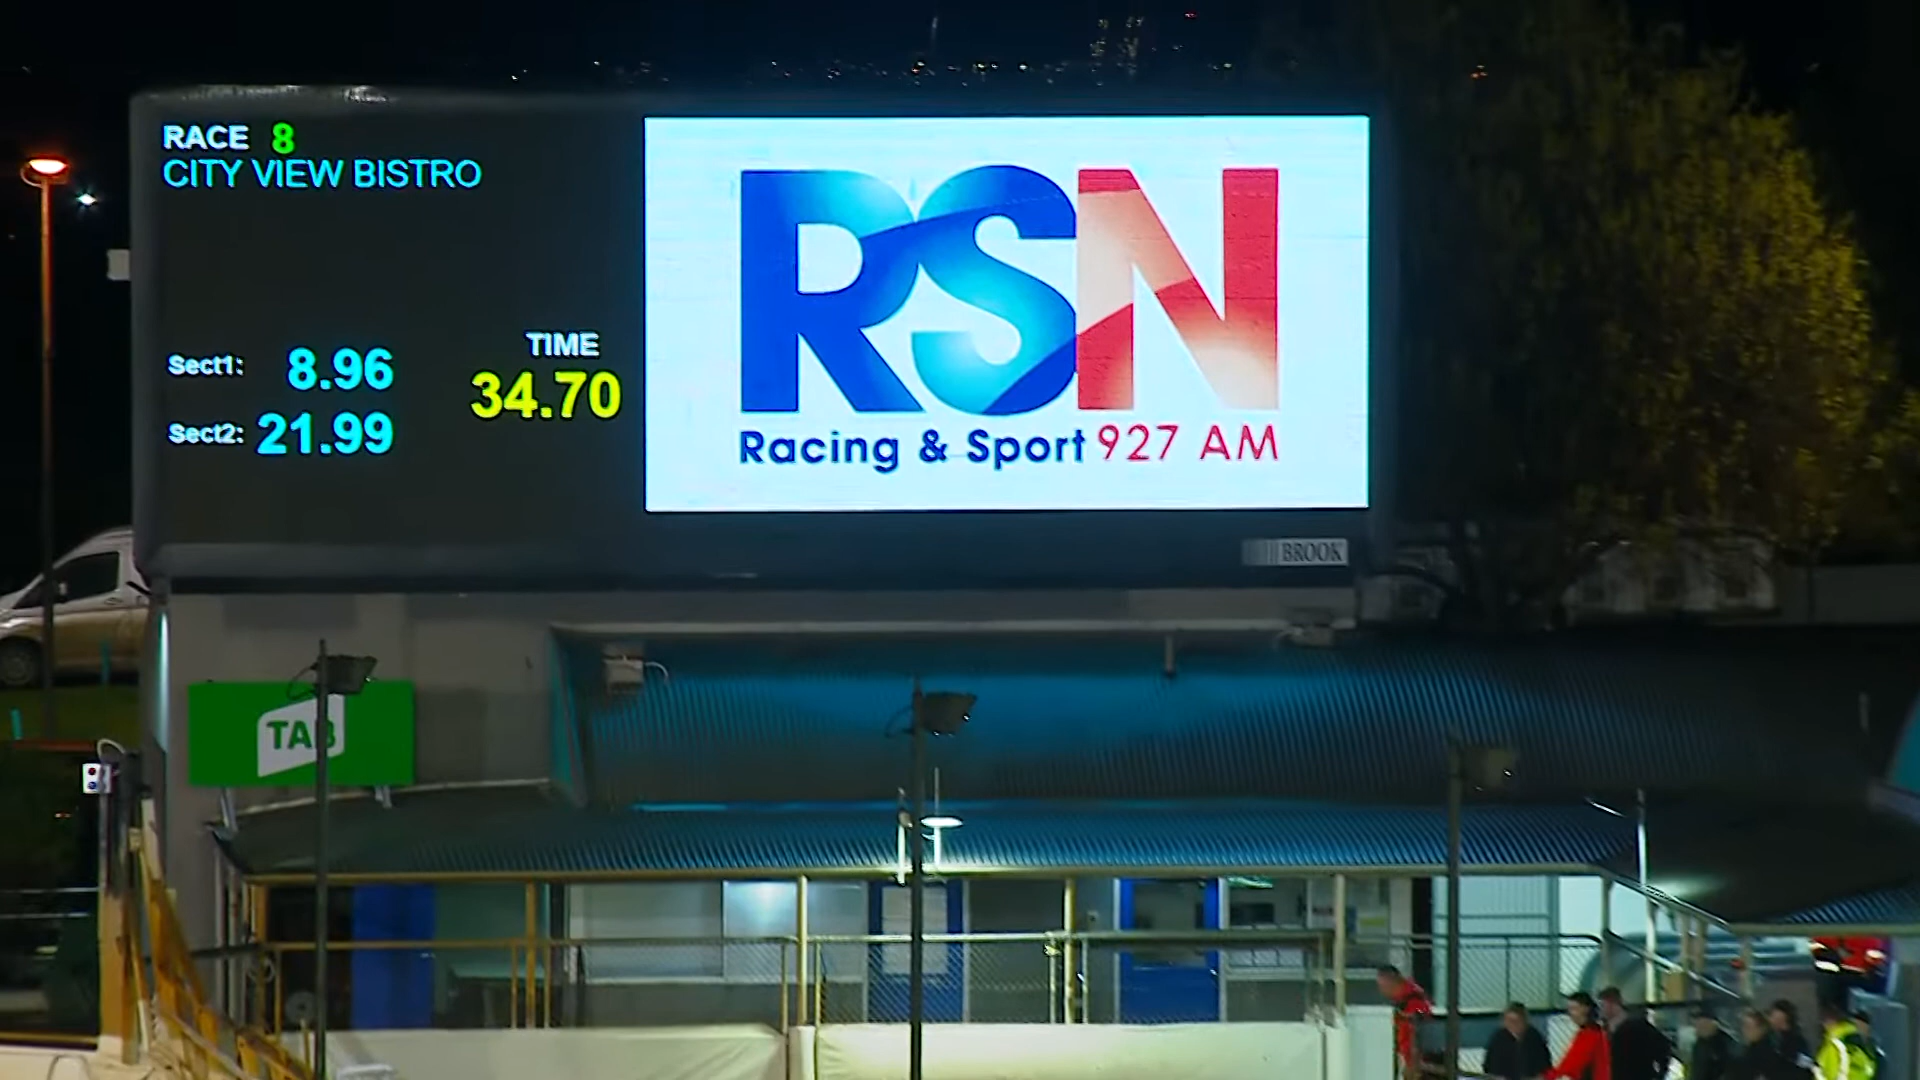 RACE 8
CITY VIEW BISTRO
Sect1: 8.96
Sect2: 21.99
TIME
34.70
RSN
Racing & Sport 927 AM
BROOK
TAB